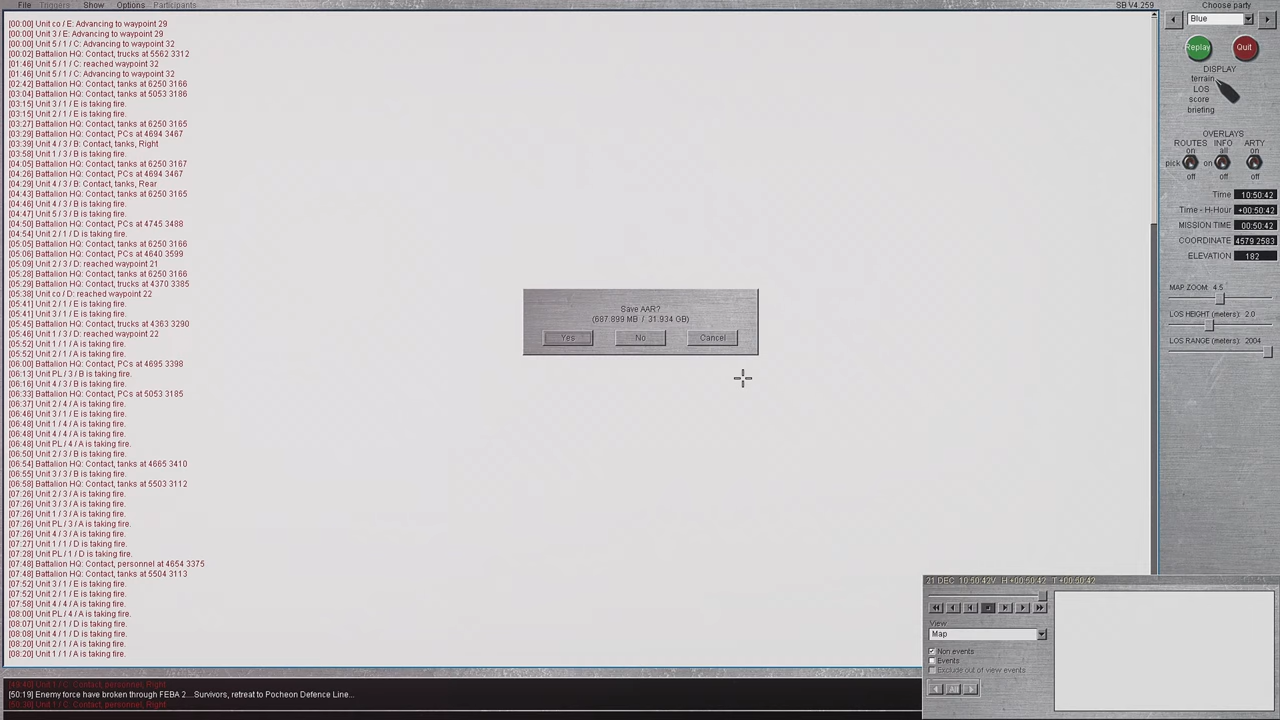 File Triggers Show Options Participants
SB V4.259
[00:00] Unit co / E: Advancing to waypoint 29
[00:00] Unit 3 / E: Advancing to waypoint 29
[00:00] Unit 5 / 1 / C: Advancing to waypoint 32
[00:02] Battalion HQ: Contact, trucks at 5562 3312
[01:46] Unit 5 / 1 / C: reached waypoint 32
[01:46] Unit 5 / 1 / C: Advancing to waypoint 32
[02:42] Battalion HQ: Contact, tanks at 6250 3166
[03:04] Battalion HQ: Contact, tanks at 5053 3186
[03:15] Unit 3 / 1 / E is taking fire.
[03:15] Unit 2 / 1 / E is taking fire.
[03:27] Battalion HQ: Contact, tanks at 6250 3165
[03:29] Battalion HQ: Contact, PCs at 4694 3467
[03:39] Unit 4 / 3 / B: Contact, tanks, Right
[03:58] Unit 1 / 3 / B is taking fire.
[04:05] Battalion HQ: Contact, tanks at 6250 3167
[04:26] Battalion HQ: Contact, PCs at 4694 3467
[04:29] Unit 4 / 3 / B: Contact, tanks, Rear
[04:43] Battalion HQ: Contact, tanks at 6250 3165
[04:46] Unit 4 / 3 / B is taking fire.
[04:47] Unit 5 / 3 / B is taking fire.
[04:50] Battalion HQ: Contact, PCs at 4745 3488
[04:54] Unit 2 / 1 / D is taking fire.
[05:05] Battalion HQ: Contact, tanks at 6250 3166
[05:06] Battalion HQ: Contact, PCs at 4640 3599
[05:09] Unit 2 / 3 / D: reached waypoint 21
[05:28] Battalion HQ: Contact, tanks at 6250 3166
[05:29] Battalion HQ: Contact, trucks at 4370 3385
[05:38] Unit co / D: reached waypoint 22
[05:41] Unit 2 / 1 / E is taking fire.
[05:41] Unit 3 / 1 / E is taking fire.
[05:45] Battalion HQ: Contact, trucks at 4363 3290
[05:46] Unit 1 / 3 / D: reached waypoint 22
[05:52] Unit 1 / 1 / A is taking fire.
[05:52] Unit 2 / 1 / A is taking fire.
[06:00] Battalion HQ: Contact, PCs at 4695 3398
[06:13] Unit PL / 3 / B is taking fire.
[06:16] Unit 4 / 3 / B is taking fire.
[06:33] Battalion HQ: Contact, PCs at 5053 3185
[06:37] Unit 2 / 4 / A is taking fire.
[06:46] Unit 3 / 1 / E is taking fire.
[06:48] Unit 1 / 4 / A is taking fire.
[06:48] Unit 4 / 4 / A is taking fire.
[06:48] Unit PL / 4 / A is taking fire.
[06:50] Unit 2 / 3 / B is taking fire.
[06:54] Battalion HQ: Contact, tanks at 4665 3410
[06:55] Unit 3 / 3 / B is taking fire.
[06:58] Battalion HQ: Contact, tanks at 5503 3112
[07:26] Unit 2 / 3 / A is taking fire.
[07:26] Unit 3 / 3 / A is taking fire.
[07:26] Unit 1 / 3 / A is taking fire.
[07:26] Unit PL / 3 / A is taking fire.
[07:26] Unit 4 / 3 / A is taking fire.
[07:27] Unit 1 / 1 / D is taking fire.
[07:28] Unit PL / 1 / D is taking fire.
[07:48] Battalion HQ: Contact, personnel at 4654 3375
[07:48] Battalion HQ: Contact, tanks at 5504 3113
[07:52] Unit 3 / 1 / E is taking fire.
[07:52] Unit 2 / 1 / E is taking fire.
[07:58] Unit 4 / 4 / A is taking fire.
[08:00] Unit PL / 4 / A is taking fire.
[08:07] Unit 2 / 1 / D is taking fire.
[08:08] Unit 4 / 1 / D is taking fire.
[08:20] Unit 2 / 1 / A is taking fire.
[08:20] Unit 1 / 1 / A is taking fire.
Save AAR?
(687.899 MB / 31.934 GB)
Yes No Cancel
Choose party
Blue
Replay Quit
DISPLAY
terrain
LOS
score
briefing
OVERLAYS
ROUTES INFO ARTY
on all on
pick on
off off off
Time 10:50:42
Time - H-Hour +00:50:42
MISSION TIME 00:50:42
COORDINATE 4579 2583
ELEVATION 182
MAP ZOOM: 4.5
LOS HEIGHT (meters): 2.0
LOS RANGE (meters): 2004
21 DEC 10:50:42V H+00:50:42 T+00:50:42
View
Map
Non events
Events
Exclude out of view events
All
[49:40] Unit 1 / C: Contact, personnel, Right
[50:19] Enemy force have broken through FEBA 2....Survivors, retreat to Pocheon Defence Line...
[50:30] Unit 1 / C: Contact, personnel, Right